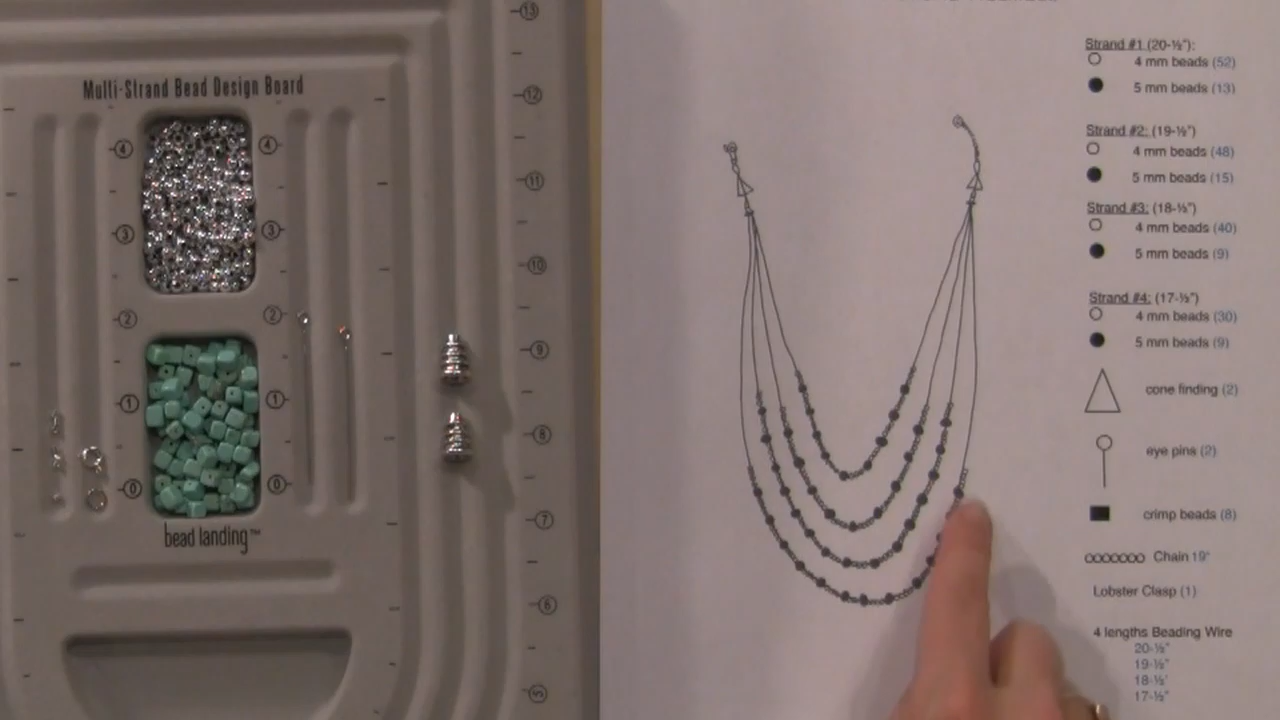 Multi-Strand Bead Design Board
4
4
3
3
2
2
1
1
0
0
bead landing™
13
12
11
10
9
8
7
6
5
Strand #1 (20-½"):
4 mm beads (52)
5 mm beads (13)
Strand #2: (19-½")
4 mm beads (48)
5 mm beads (15)
Strand #3: (18-½")
4 mm beads (40)
5 mm beads (9)
Strand #4: (17-½")
4 mm beads (30)
5 mm beads (9)
cone finding (2)
eye pins (2)
crimp beads (8)
Chain 19"
Lobster Clasp (1)
4 lengths Beading Wire
20-½"
19-½"
18-½'
17-½"